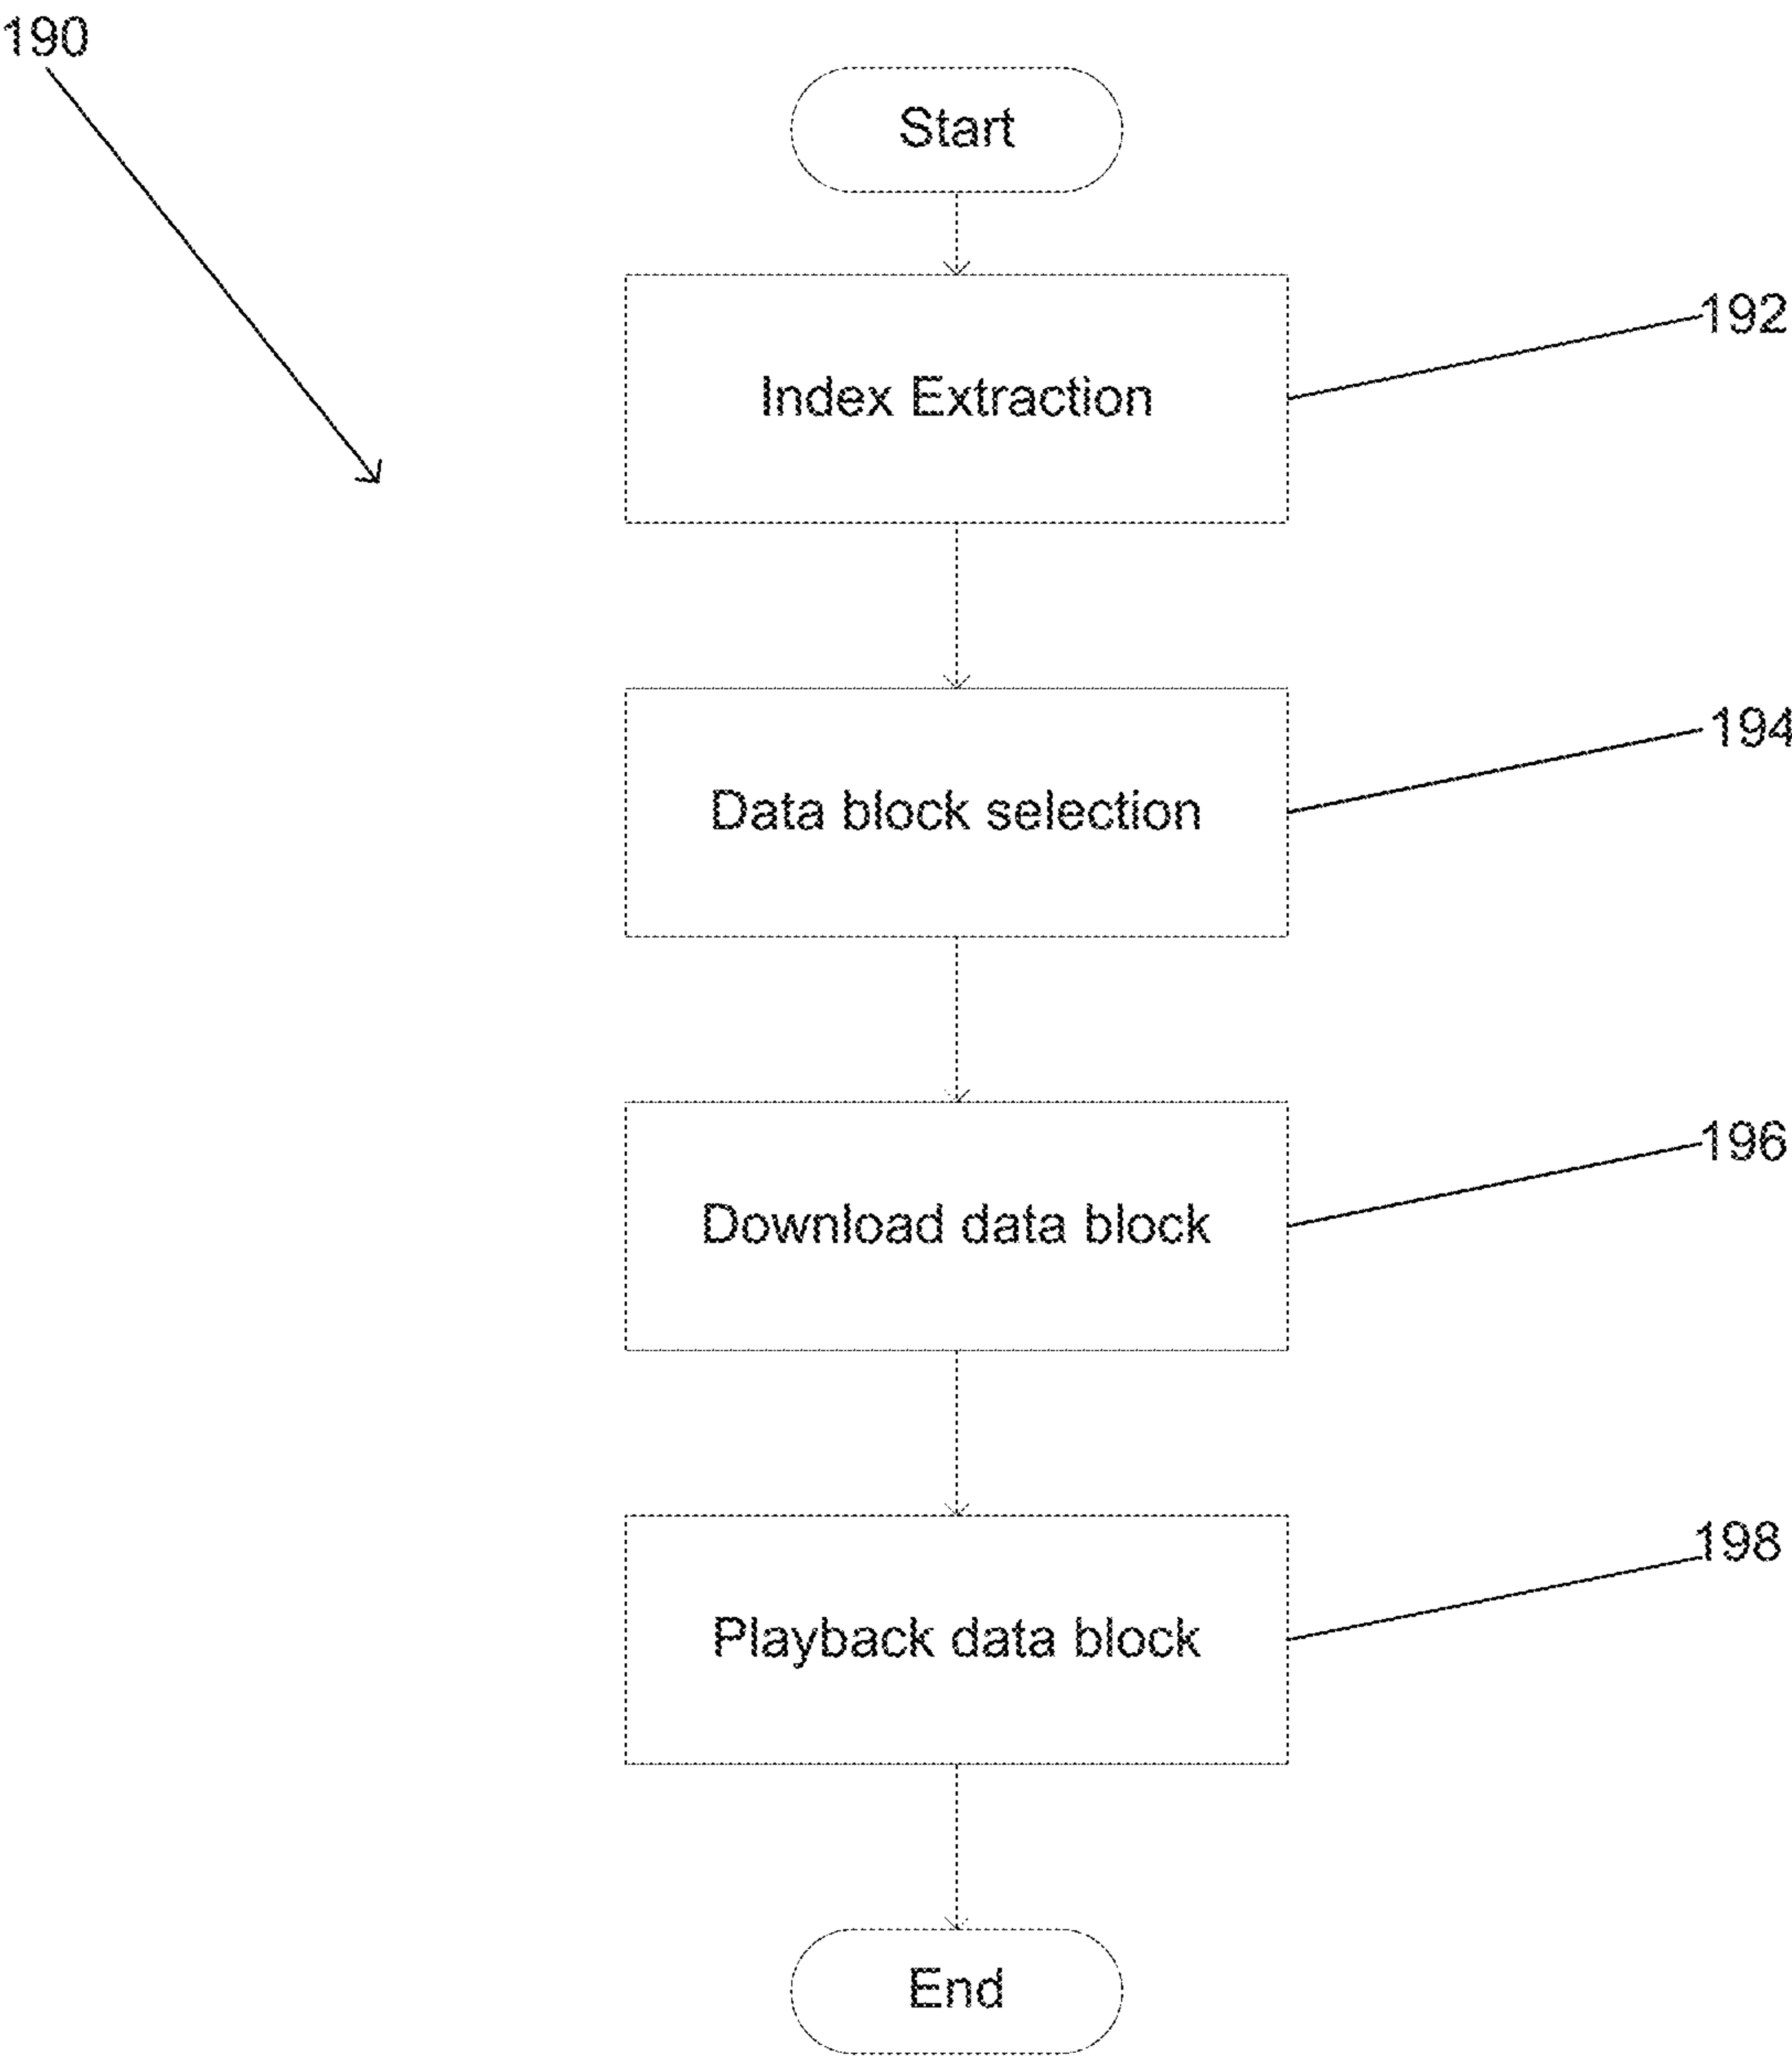 190
Start
Index Extraction
192
Data block selection
194
Download data block
196
Playback data block
198
End